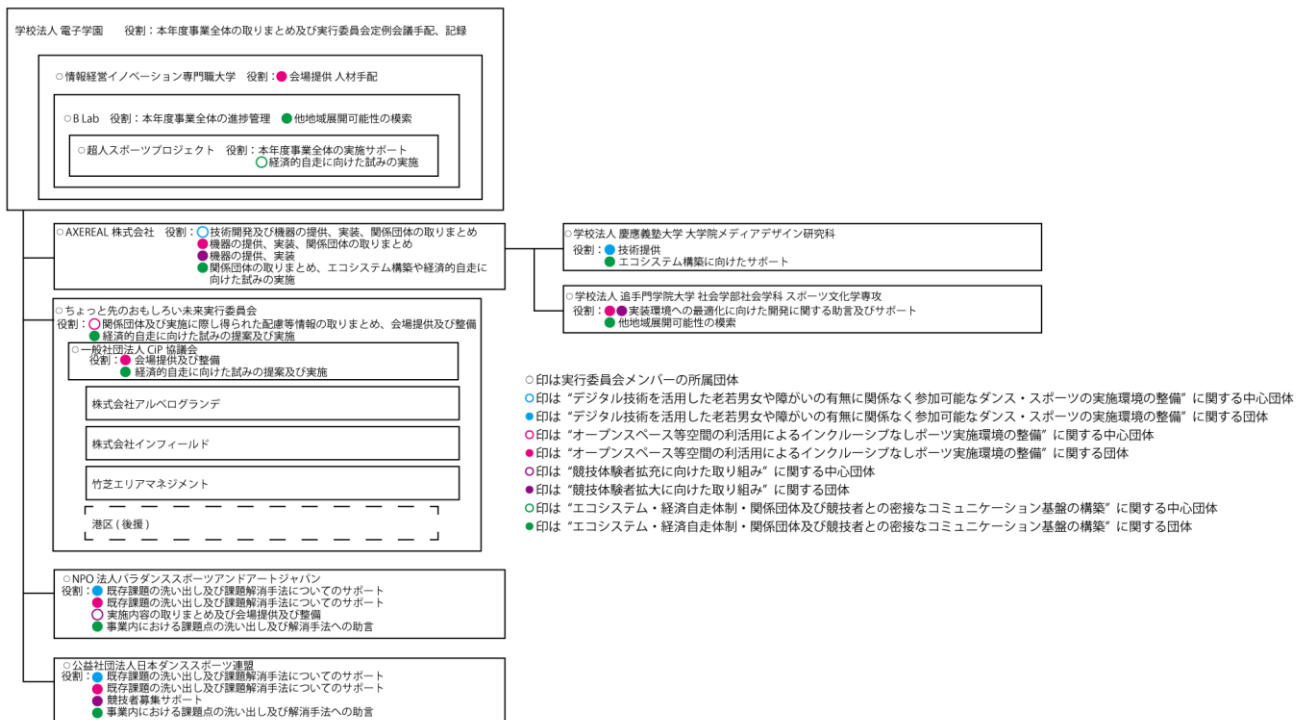 学校法人 電子学園 役割：本年度事業全体の取りまとめ及び実行委員会定例会議手配、記録
○情報経営イノベーション専門職大学 役割：●会場提供 人材手配
○B Lab 役割：本年度事業全体の進捗管理 ●他地域展開可能性の模索
○超人スポーツプロジェクト 役割：本年度事業全体の実施サポート
○経済的自走に向けた試みの実施
○AXEREAL 株式会社 役割：○技術開発及び機器の提供、実装、関係団体の取りまとめ
●機器の提供、実装、関係団体の取りまとめ
●機器の提供、実装
●関係団体の取りまとめ、エコシステム構築や経済的自走に
向けた試みの実施
○学校法人 慶應義塾大学 大学院メディアデザイン研究科
役割：●技術提供
●エコシステム構築に向けたサポート
○学校法人 追手門学院大学 社会学部社会学科 スポーツ文化学専攻
役割：●●実装環境への最適化に向けた開発に関する助言及びサポート
●他地域展開可能性の模索
○ちょっと先のおもしろい未来実行委員会
役割：○関係団体及び実施に際し得られた配慮等情報の取りまとめ、会場提供及び整備
●経済的自走に向けた試みの提案及び実施
○一般社団法人 CiP 協議会
役割：●会場提供及び整備
●経済的自走に向けた試みの提案及び実施
株式会社アルベログランデ
株式会社インフィールド
竹芝エリアマネジメント
港区 ( 後援 )
○NPO 法人パラダンススポーツアンドアートジャパン
役割：●既存課題の洗い出し及び課題解消手法についてのサポート
●既存課題の洗い出し及び課題解消手法についてのサポート
○実施内容の取りまとめ及び会場提供及び整備
●事業内における課題点の洗い出し及び解消手法への助言
○公益社団法人日本ダンススポーツ連盟
役割：●既存課題の洗い出し及び課題解消手法についてのサポート
●既存課題の洗い出し及び課題解消手法についてのサポート
●競技者募集サポート
●事業内における課題点の洗い出し及び解消手法への助言
○印は実行委員会メンバーの所属団体
○印は“デジタル技術を活用した老若男女や障がいの有無に関係なく参加可能なダンス・スポーツの実施環境の整備”に関する中心団体
●印は“デジタル技術を活用した老若男女や障がいの有無に関係なく参加可能なダンス・スポーツの実施環境の整備”に関する団体
○印は“オープンスペース等空間の利活用によるインクルーシブなしポーツ実施環境の整備”に関する中心団体
●印は“オープンスペース等空間の利活用によるインクルーシブなしポーツ実施環境の整備”に関する団体
○印は“競技体験者拡充に向けた取り組み”に関する中心団体
●印は“競技体験者拡大に向けた取り組み”に関する団体
○印は“エコシステム・経済自走体制・関係団体及び競技者との密接なコミュニケーション基盤の構築”に関する中心団体
●印は“エコシステム・経済自走体制・関係団体及び競技者との密接なコミュニケーション基盤の構築”に関する団体